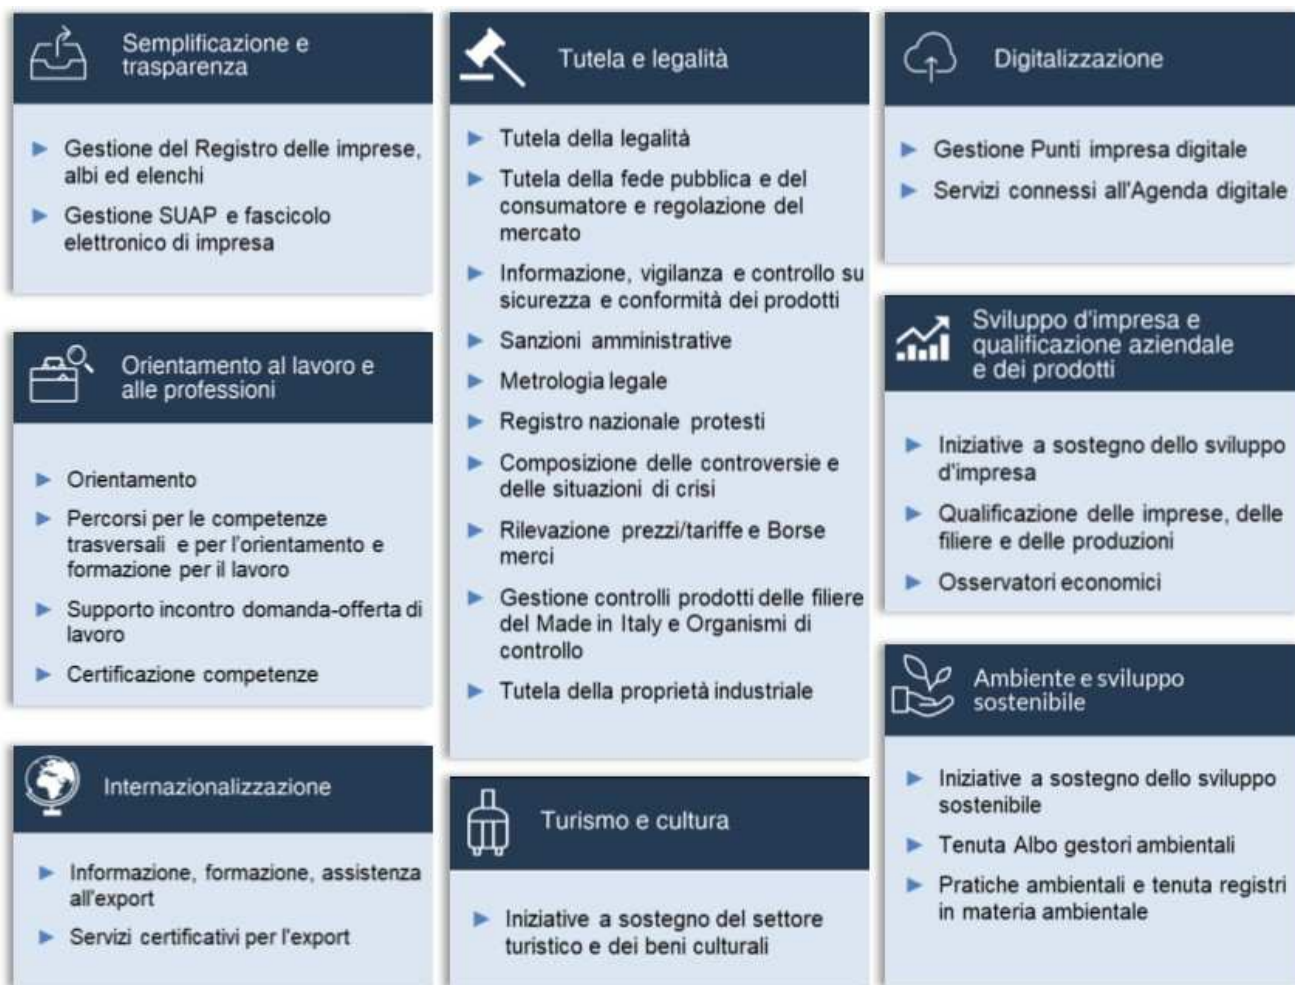 Semplificazione e
trasparenza
► Gestione del Registro delle imprese,
albi ed elenchi
► Gestione SUAP e fascicolo
elettronico di impresa
Orientamento al lavoro e
alle professioni
► Orientamento
► Percorsi per le competenze
trasversali e per l'orientamento e
formazione per il lavoro
► Supporto incontro domanda-offerta di
lavoro
► Certificazione competenze
Internazionalizzazione
► Informazione, formazione, assistenza
all'export
► Servizi certificativi per l'export
Tutela e legalità
► Tutela della legalità
► Tutela della fede pubblica e del
consumatore e regolazione del
mercato
► Informazione, vigilanza e controllo su
sicurezza e conformità dei prodotti
► Sanzioni amministrative
► Metrologia legale
► Registro nazionale protesti
► Composizione delle controversie e
delle situazioni di crisi
► Rilevazione prezzi/tariffe e Borse
merci
► Gestione controlli prodotti delle filiere
del Made in Italy e Organismi di
controllo
► Tutela della proprietà industriale
Turismo e cultura
► Iniziative a sostegno del settore
turistico e dei beni culturali
Digitalizzazione
► Gestione Punti impresa digitale
► Servizi connessi all'Agenda digitale
Sviluppo d'impresa e
qualificazione aziendale
e dei prodotti
► Iniziative a sostegno dello sviluppo
d'impresa
► Qualificazione delle imprese, delle
filiere e delle produzioni
► Osservatori economici
Ambiente e sviluppo
sostenibile
► Iniziative a sostegno dello sviluppo
sostenibile
► Tenuta Albo gestori ambientali
► Pratiche ambientali e tenuta registri
in materia ambientale